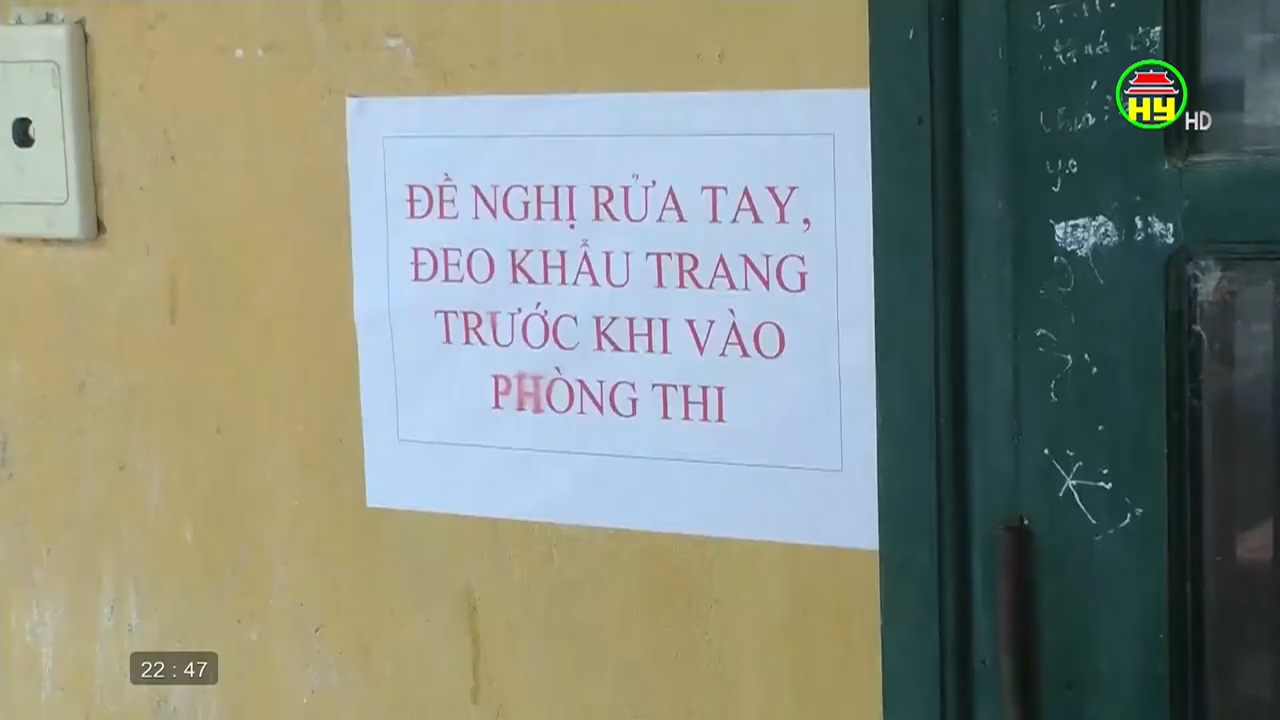 HY HD
ĐỀ NGHỊ RỬA TAY,
ĐEO KHẨU TRANG
TRƯỚC KHI VÀO
PHÒNG THI
22 : 47